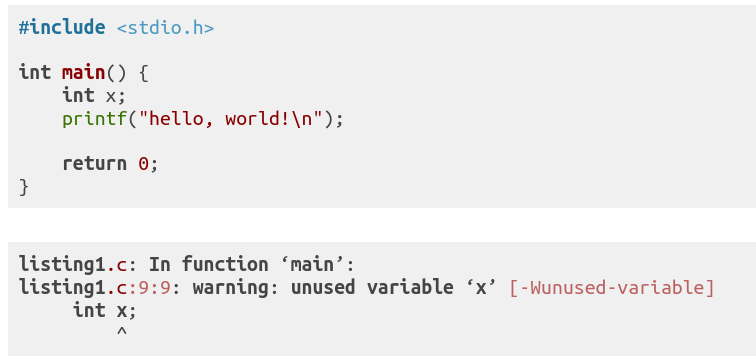 #include <stdio.h>
int main() {
    int x;
    printf("hello, world!\n");
    return 0;
}
listing1.c: In function ‘main’:
listing1.c:9:9: warning: unused variable ‘x’ [-Wunused-variable]
     int x;
         ^